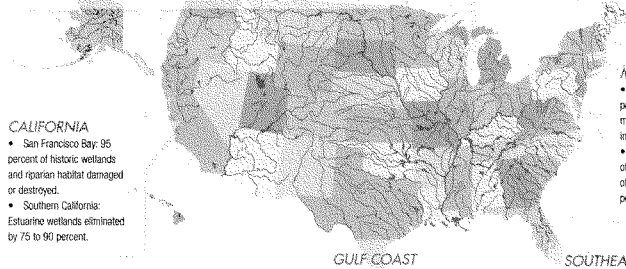 CALIFORNIA
• San Francisco Bay: 95
percent of historic wetlands
and riparian habitat damaged
or destroyed.
• Southern California:
Estuarine wetlands eliminated
by 75 to 90 percent.
GULF COAST
SOUTHEA